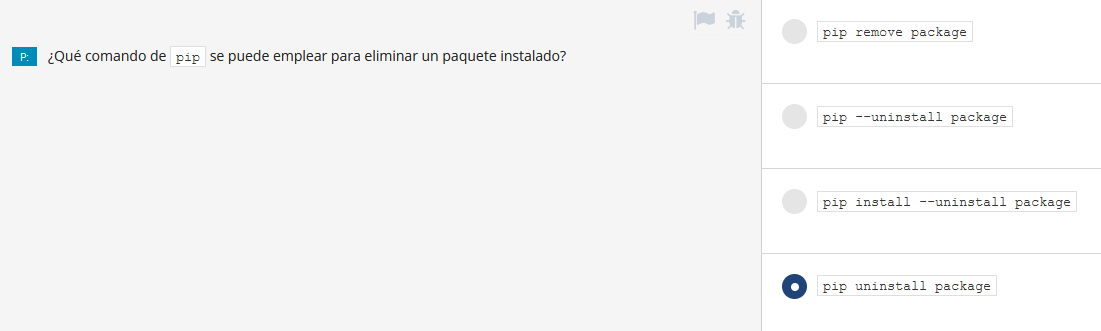 P: ¿Qué comando de pip se puede emplear para eliminar un paquete instalado?
pip remove package
pip --uninstall package
pip install --uninstall package
pip uninstall package